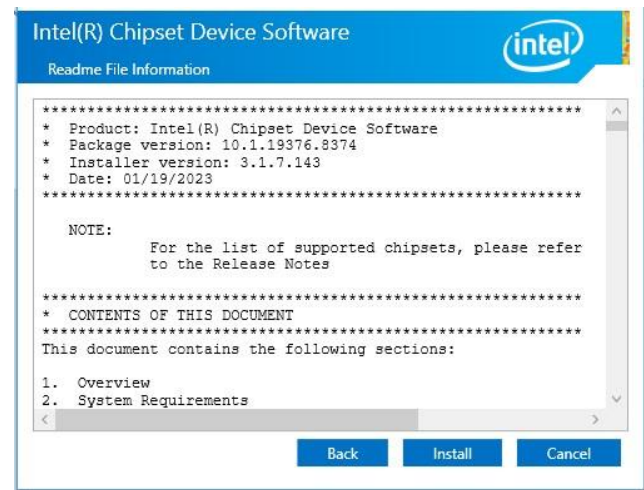 Intel(R) Chipset Device Software
intel
Readme File Information
************************************************************
*  Product: Intel(R) Chipset Device Software
*  Package version: 10.1.19376.8374
*  Installer version: 3.1.7.143
*  Date: 01/19/2023
************************************************************
NOTE:
For the list of supported chipsets, please refer
to the Release Notes
************************************************************
*  CONTENTS OF THIS DOCUMENT
************************************************************
This document contains the following sections:
1.  Overview
2.  System Requirements
Back Install Cancel